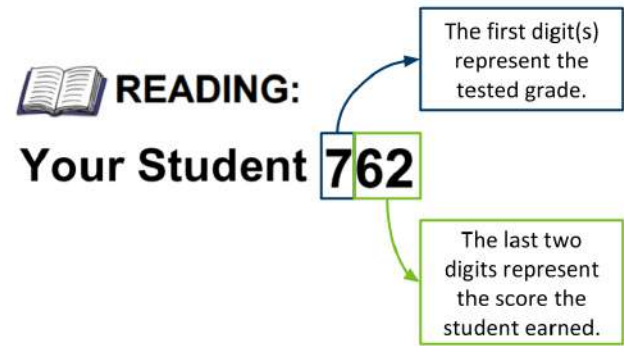 The first digit(s)
represent the
tested grade.
READING:
Your Student 762
The last two
digits represent
the score the
student earned.